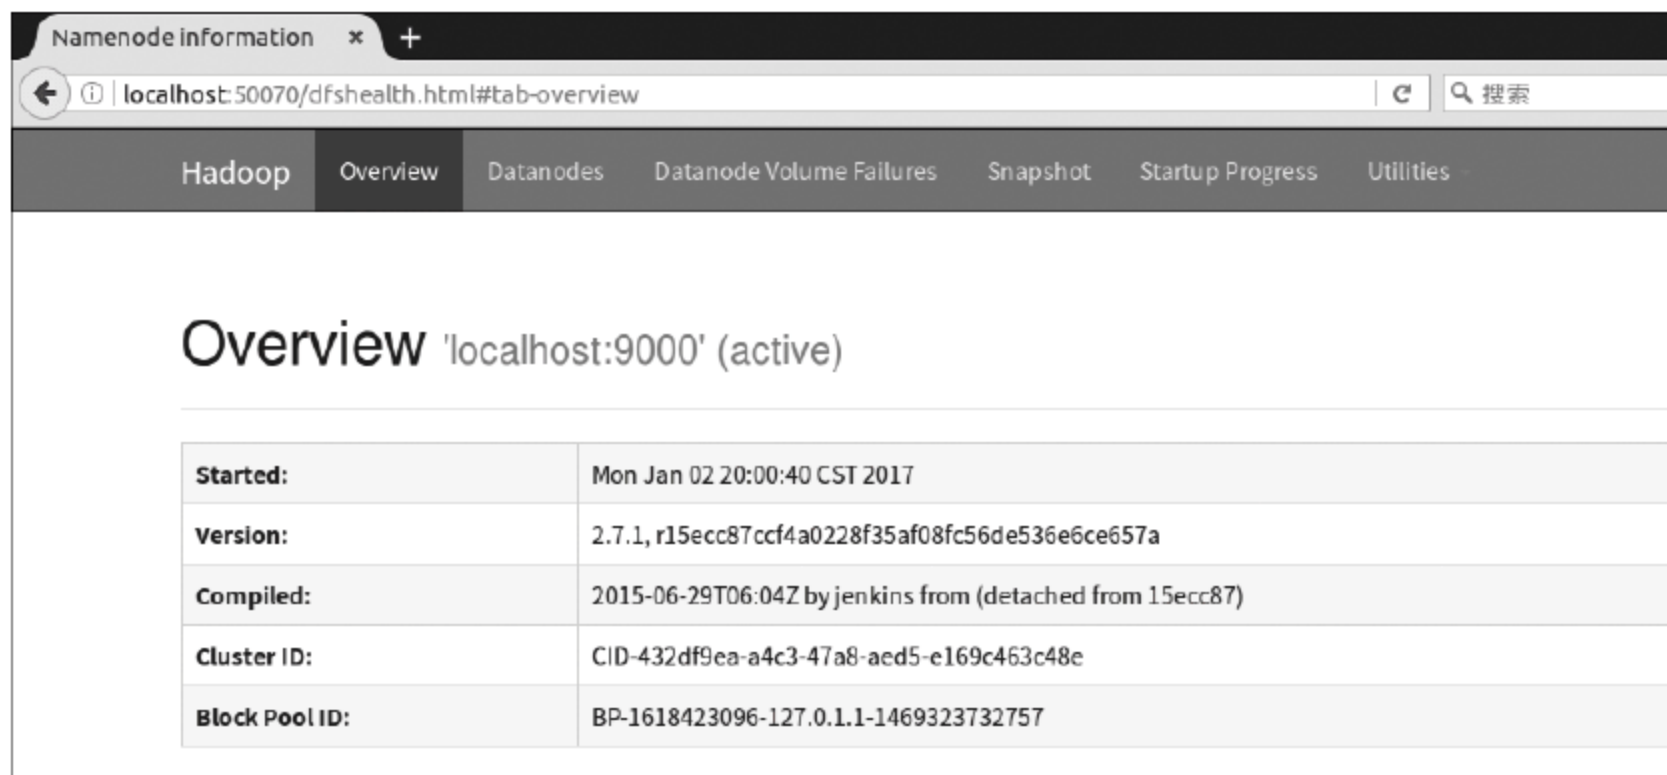 Namenode information
localhost:50070/dfshealth.html#tab-overview
搜索
Hadoop Overview Datanodes Datanode Volume Failures Snapshot Startup Progress Utilities
Overview 'localhost:9000' (active)
Started: Mon Jan 02 20:00:40 CST 2017
Version: 2.7.1, r15ecc87ccf4a0228f35af08fc56de536e6ce657a
Compiled: 2015-06-29T06:04Z by jenkins from (detached from 15ecc87)
Cluster ID: CID-432df9ea-a4c3-47a8-aed5-e169c463c48e
Block Pool ID: BP-1618423096-127.0.1.1-1469323732757